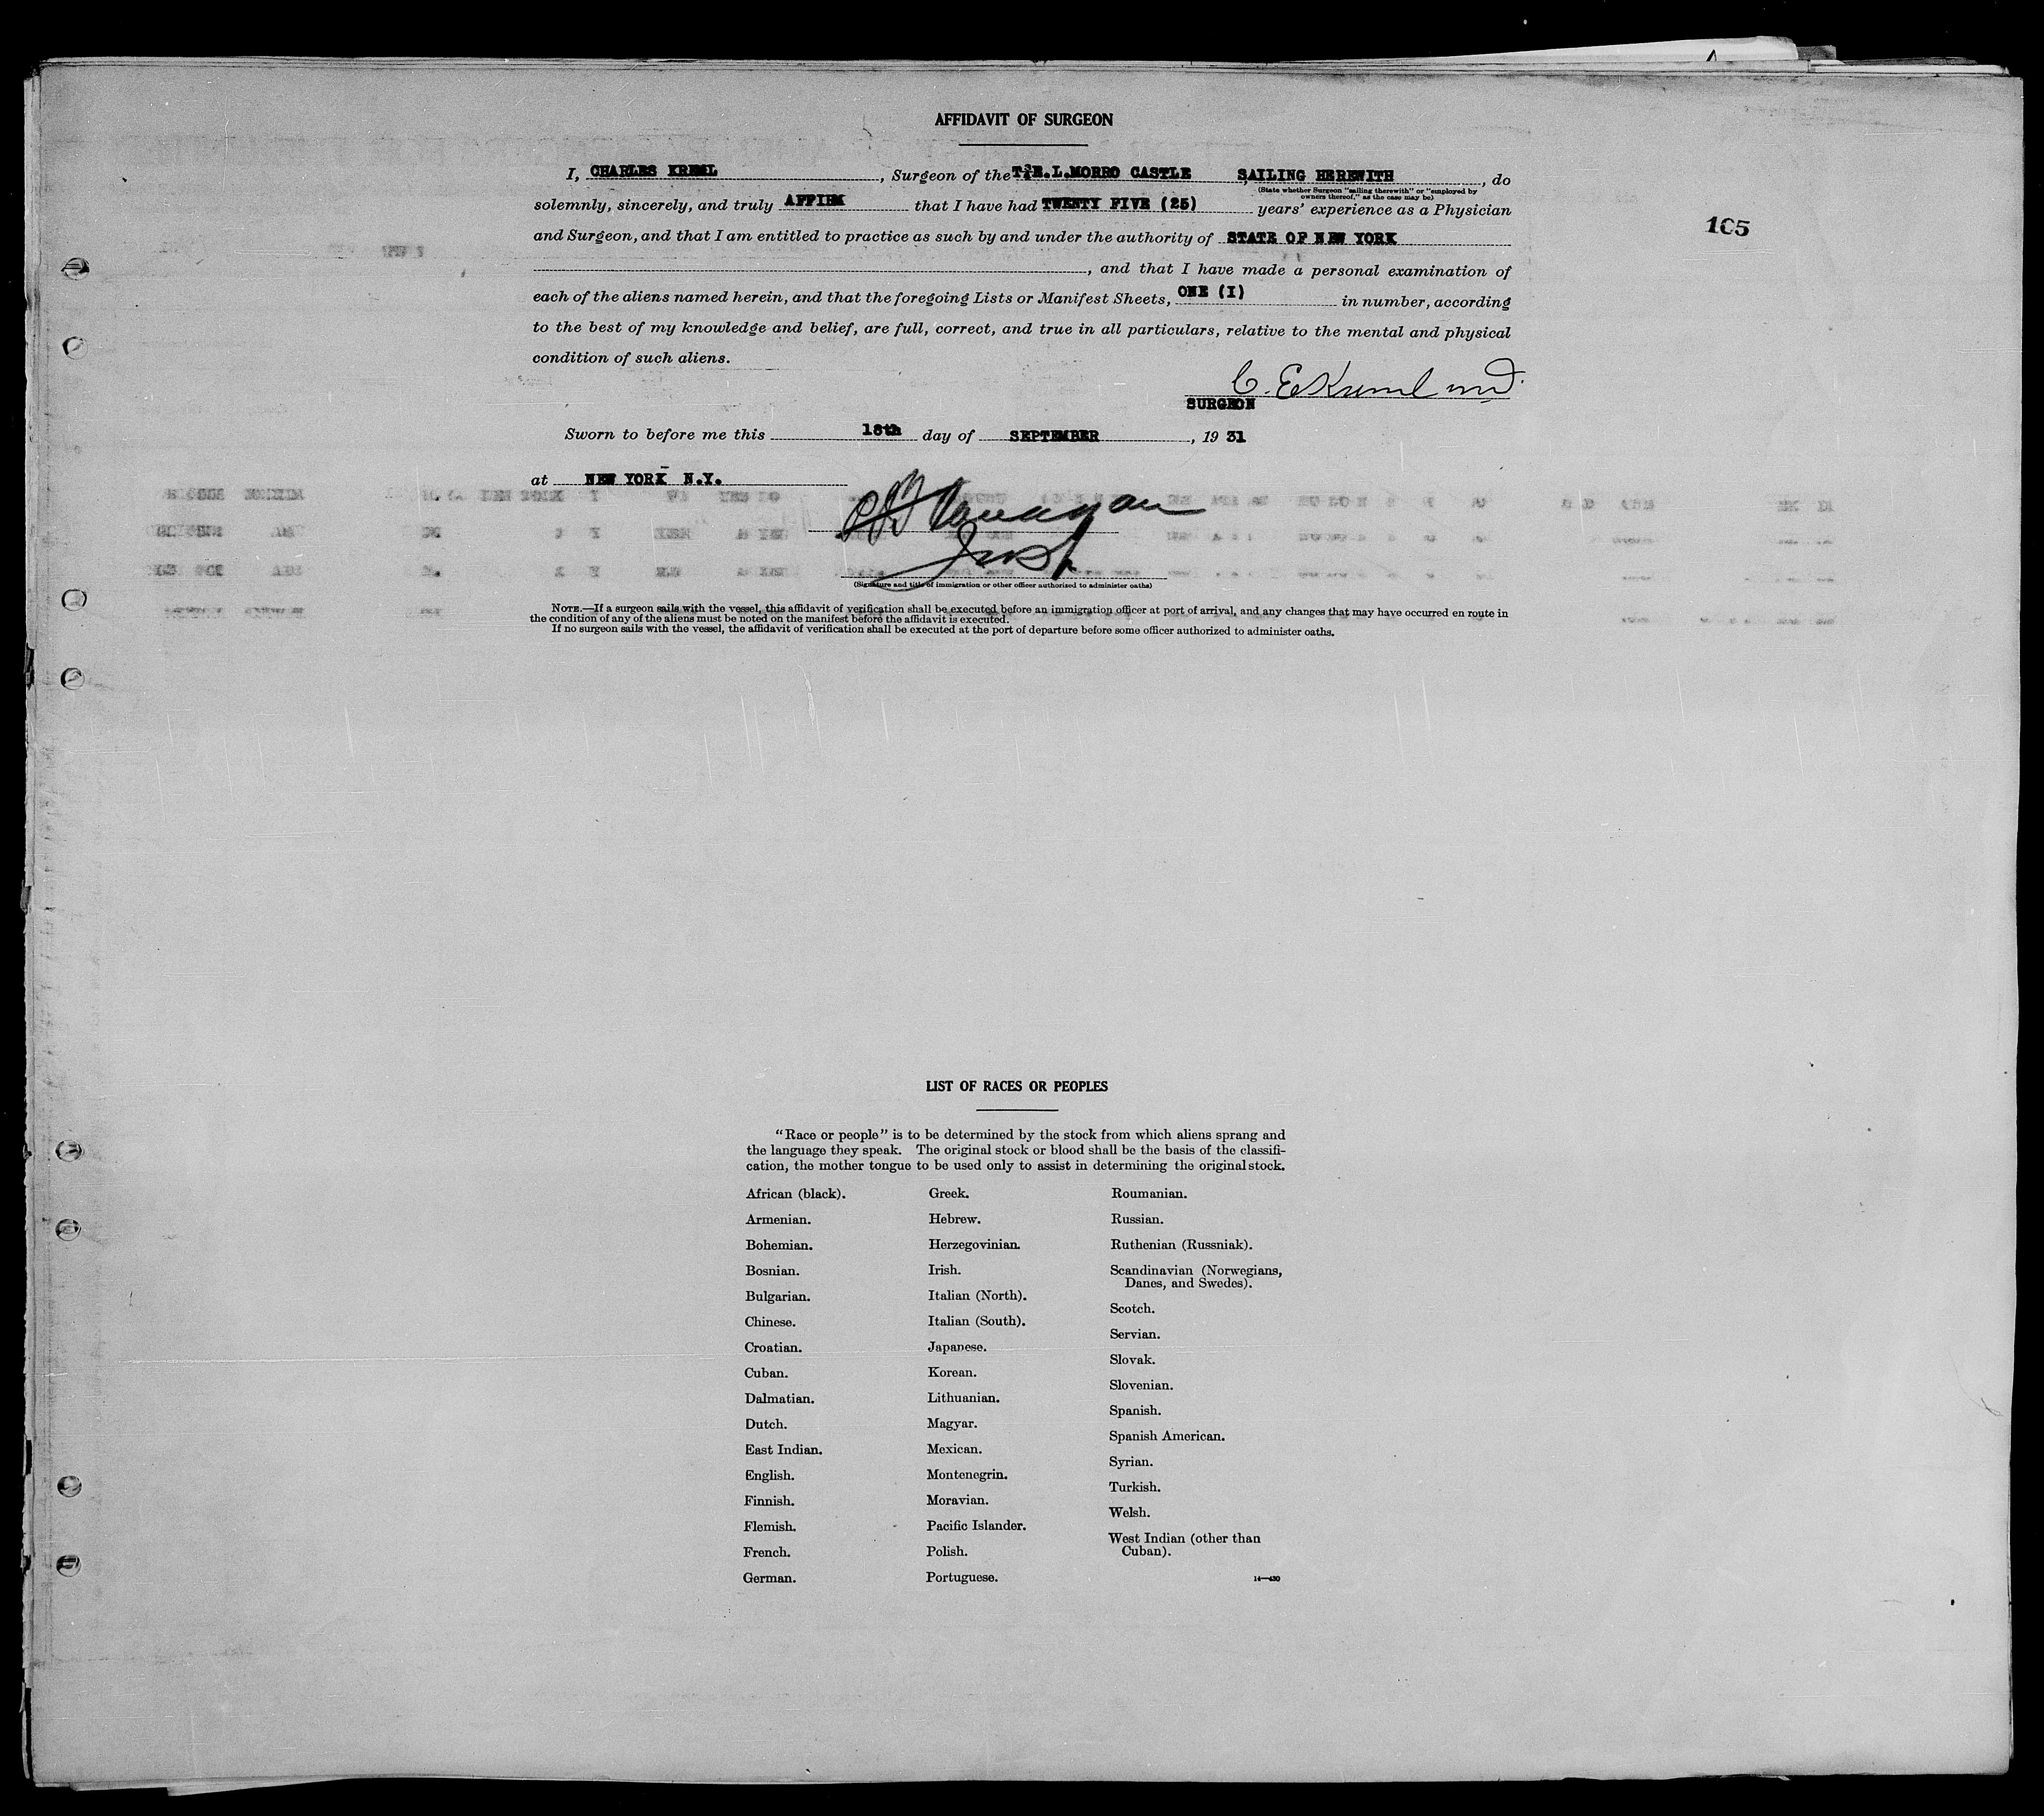 AFFIDAVIT OF SURGEON
I, CHARLES KREML, Surgeon of the T.E.L.MORRO CASTLE SAILING HEREWITH, do
(State whether Surgeon "sailing therewith" or "employed by
owners thereof," as the case may be)
solemnly, sincerely, and truly AFFIRM that I have had TWENTY FIVE (25) years' experience as a Physician
and Surgeon, and that I am entitled to practice as such by and under the authority of STATE OF NEW YORK
105
, and that I have made a personal examination of
each of the aliens named herein, and that the foregoing Lists or Manifest Sheets, ONE (I) in number, according
to the best of my knowledge and belief, are full, correct, and true in all particulars, relative to the mental and physical
condition of such aliens.
C. E Kreml MD.
SURGEON
Sworn to before me this 18th day of SEPTEMBER, 19 31
at NEW YORK N.Y.
Insp.
(Signature and title of immigration or other officer authorized to administer oaths)
NOTE.—If a surgeon sails with the vessel, this affidavit of verification shall be executed before an immigration officer at port of arrival, and any changes that may have occurred en route in
the condition of any of the aliens must be noted on the manifest before the affidavit is executed.
If no surgeon sails with the vessel, the affidavit of verification shall be executed at the port of departure before some officer authorized to administer oaths.
LIST OF RACES OR PEOPLES
"Race or people" is to be determined by the stock from which aliens sprang and
the language they speak. The original stock or blood shall be the basis of the classifi-
cation, the mother tongue to be used only to assist in determining the original stock.
African (black).
Armenian.
Bohemian.
Bosnian.
Bulgarian.
Chinese.
Croatian.
Cuban.
Dalmatian.
Dutch.
East Indian.
English.
Finnish.
Flemish.
French.
German.
Greek.
Hebrew.
Herzegovinian.
Irish.
Italian (North).
Italian (South).
Japanese.
Korean.
Lithuanian.
Magyar.
Mexican.
Montenegrin.
Moravian.
Pacific Islander.
Polish.
Portuguese.
Roumanian.
Russian.
Ruthenian (Russniak).
Scandinavian (Norwegians,
Danes, and Swedes).
Scotch.
Servian.
Slovak.
Slovenian.
Spanish.
Spanish American.
Syrian.
Turkish.
Welsh.
West Indian (other than
Cuban).
14—430